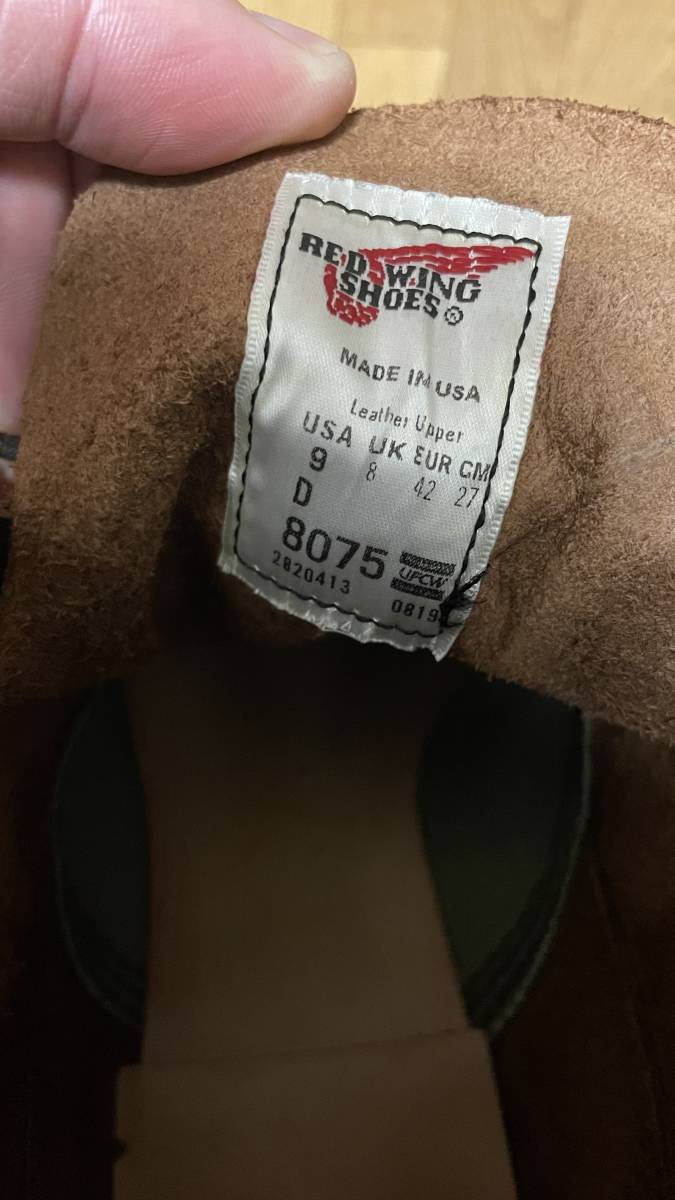 RED WING
SHOES®
MADE IN USA
Leather Upper
USA UK EUR CM
9 8 42 27
D
8075
UPCW
2820413 0819